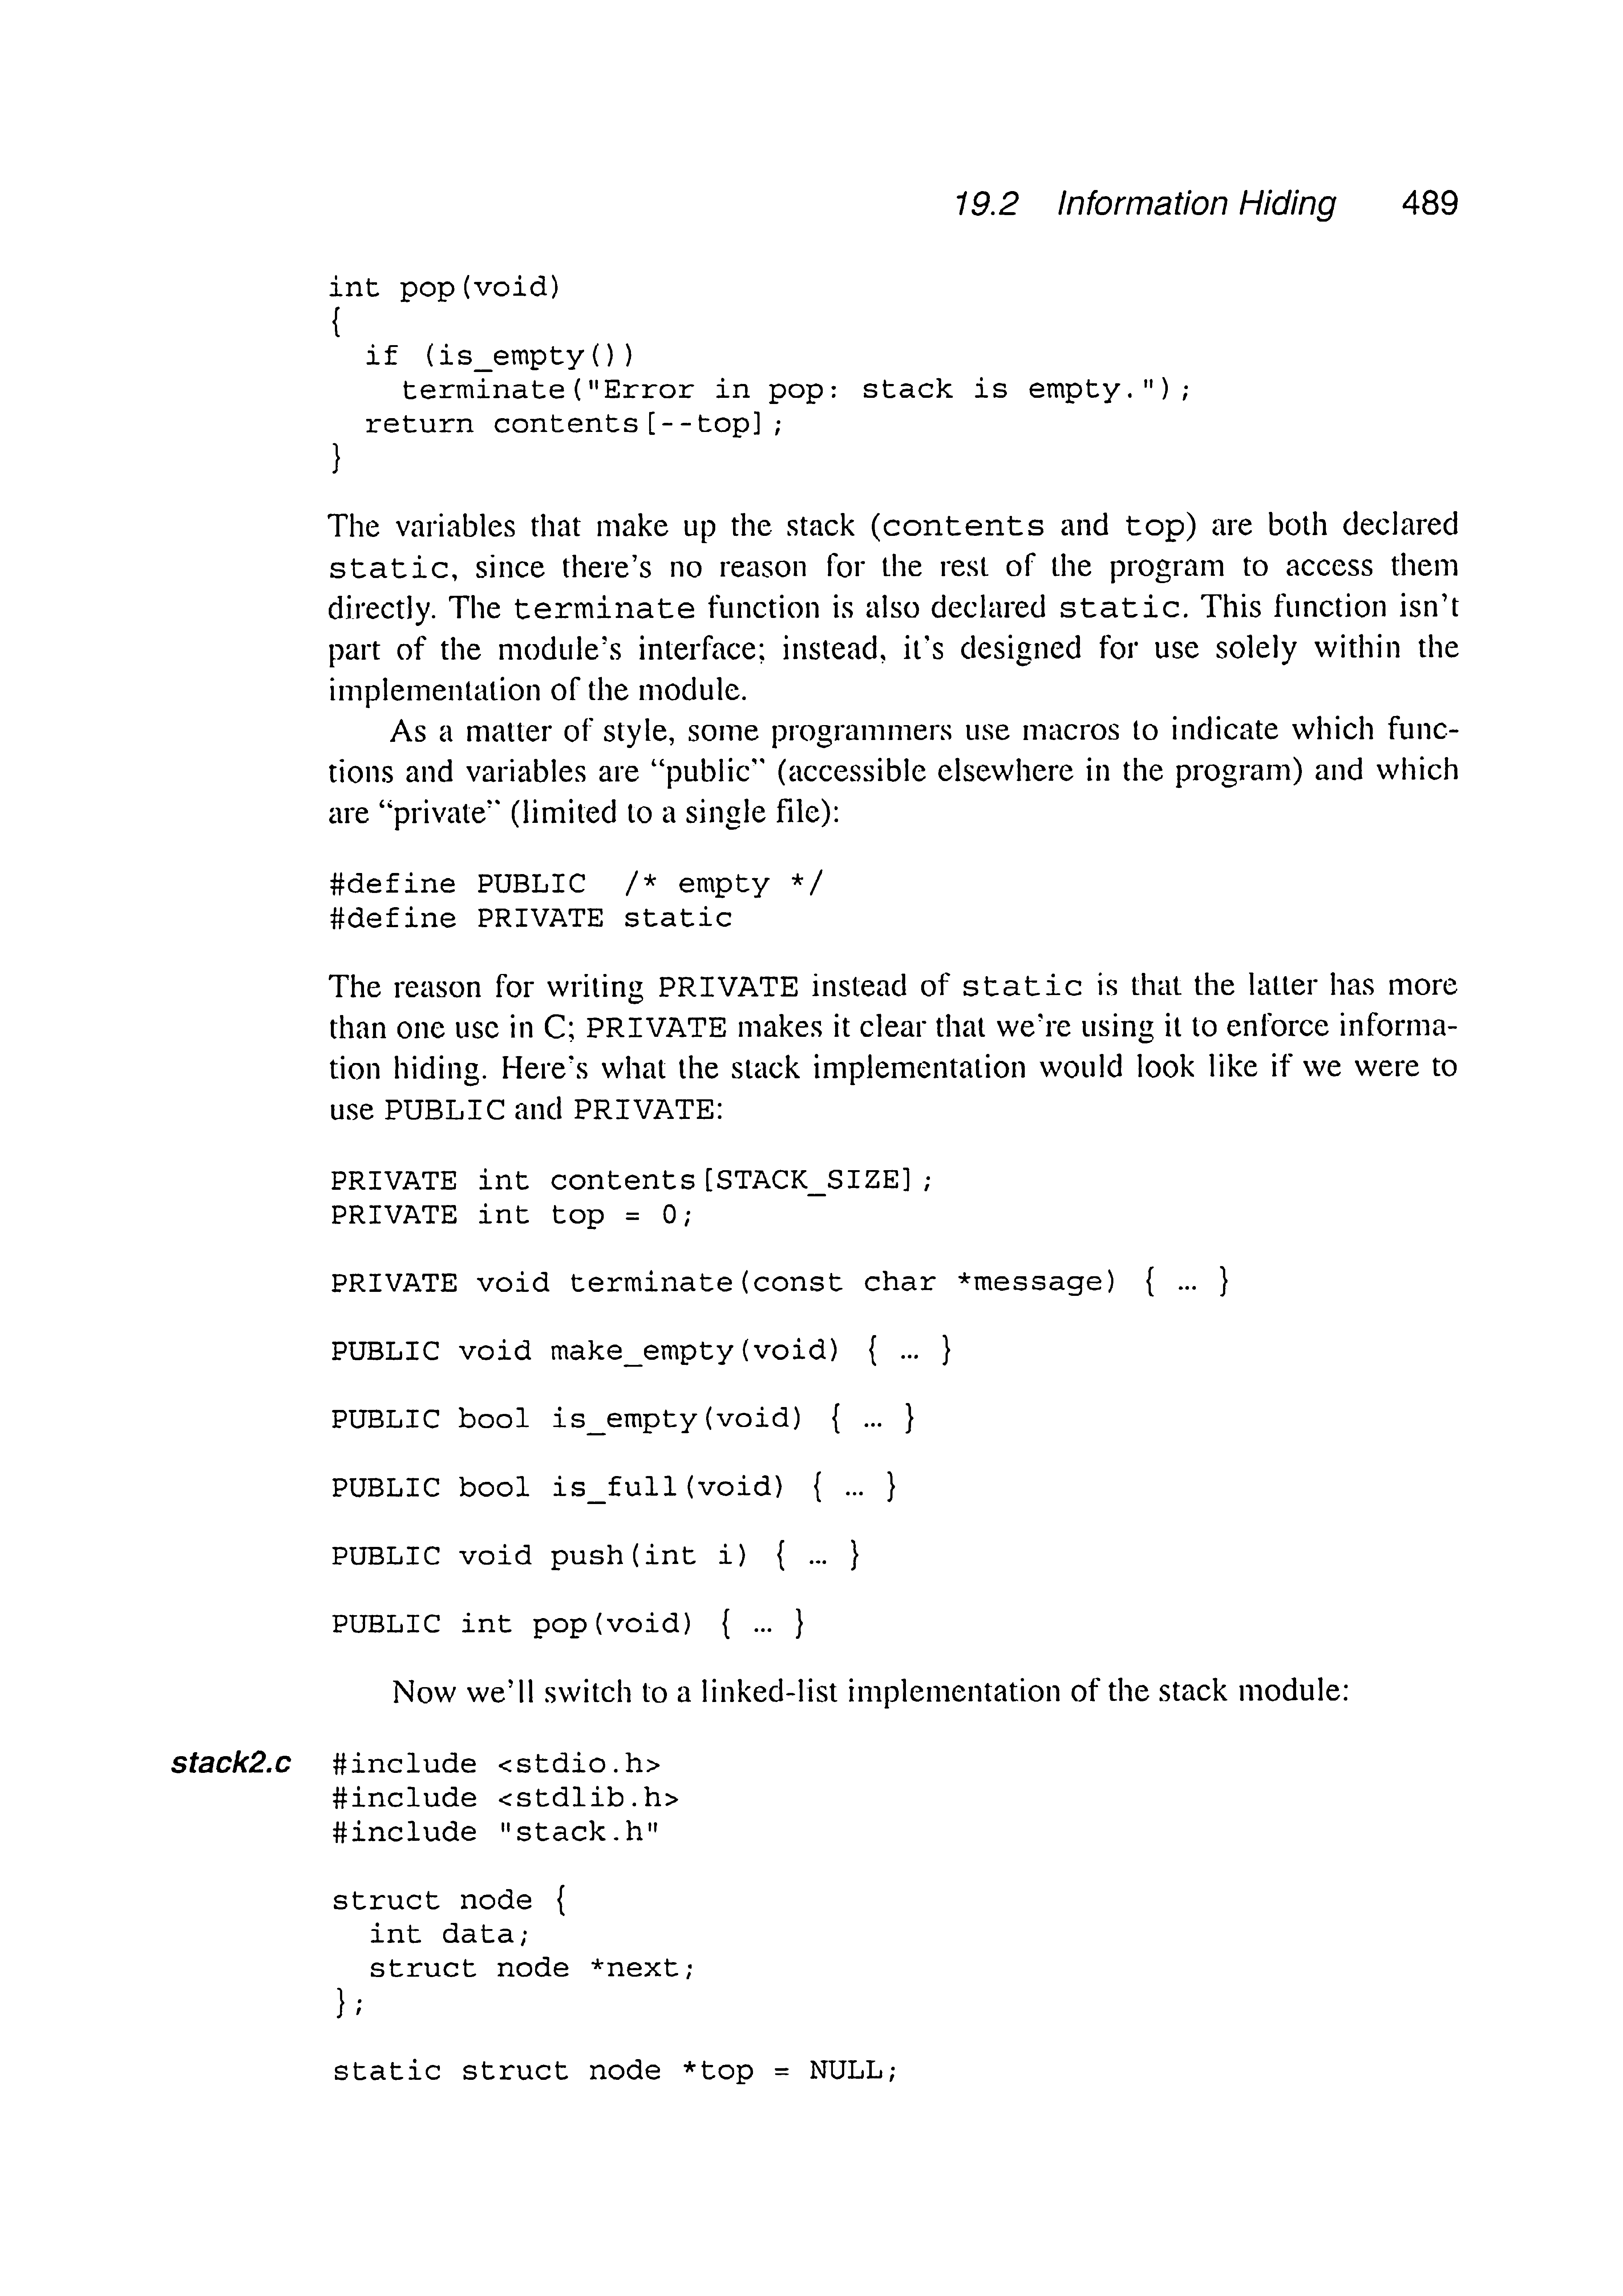 19.2 Information Hiding 489
int pop(void)
{
  if (is_empty())
    terminate("Error in pop: stack is empty.");
  return contents[--top];
}
The variables that make up the stack (contents and top) are both declared
static, since there's no reason for the rest of the program to access them
directly. The terminate function is also declared static. This function isn't
part of the module's interface; instead, it's designed for use solely within the
implementation of the module.
As a matter of style, some programmers use macros to indicate which func-
tions and variables are “public” (accessible elsewhere in the program) and which
are “private” (limited to a single file):
#define PUBLIC  /* empty */
#define PRIVATE static
The reason for writing PRIVATE instead of static is that the latter has more
than one use in C; PRIVATE makes it clear that we're using it to enforce informa-
tion hiding. Here's what the stack implementation would look like if we were to
use PUBLIC and PRIVATE:
PRIVATE int contents[STACK_SIZE];
PRIVATE int top = 0;
PRIVATE void terminate(const char *message) { … }
PUBLIC void make_empty(void) { … }
PUBLIC bool is_empty(void) { … }
PUBLIC bool is_full(void) { … }
PUBLIC void push(int i) { … }
PUBLIC int pop(void) { … }
Now we'll switch to a linked-list implementation of the stack module:
stack2.c #include <stdio.h>
#include <stdlib.h>
#include "stack.h"
struct node {
  int data;
  struct node *next;
};
static struct node *top = NULL;